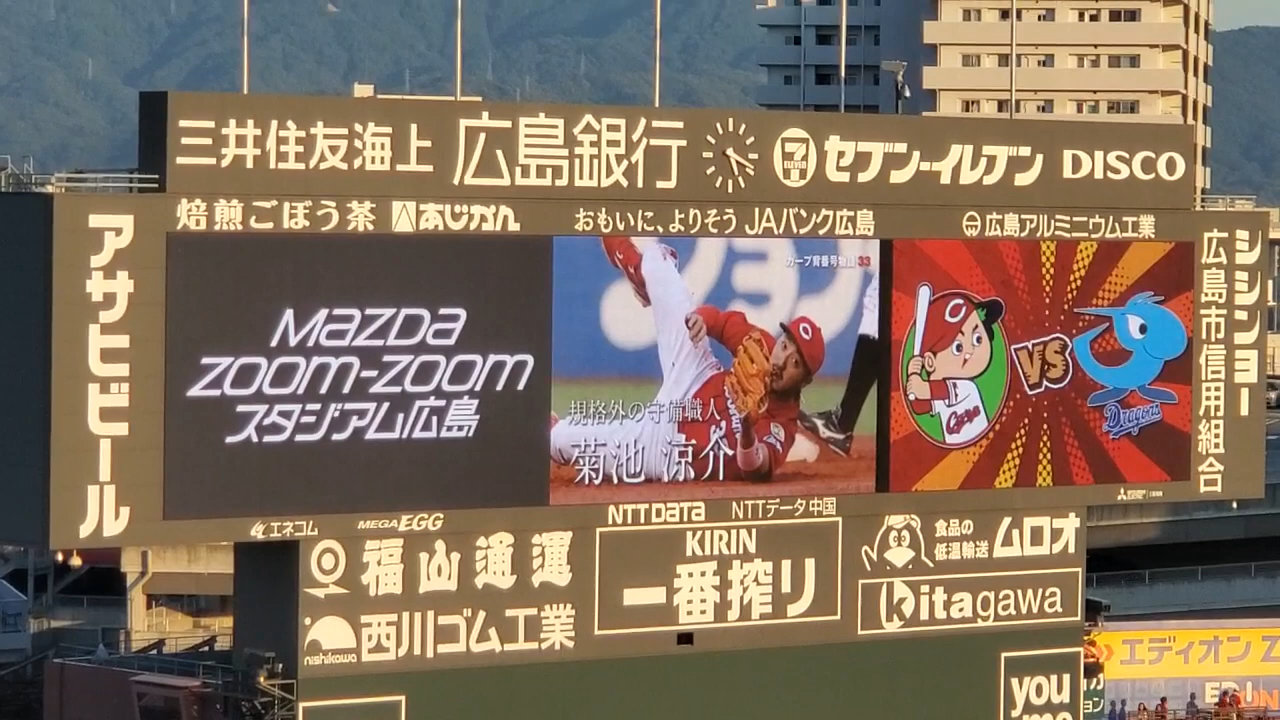 三井住友海上 広島銀行 7 ELEVEN セブン-イレブン DISCO
焙煎ごぼう茶 あじかん おもいに、よりそう JAバンク広島 広島アルミニウム工業
アサヒビール
MAZDA
ZOOM-ZOOM
スタジアム広島
カープ背番号物語 33
規格外の守備職人
菊池 涼介
C
VS
Carp
Dragons
シシンヨー
広島市信用組合
エネコム MEGA EGG NTT DATA NTTデータ中国
福山通運
nishikawa 西川ゴム工業
KIRIN
一番搾り
食品の
低温輸送 ムロオ
kitagawa
エディオン
you
me